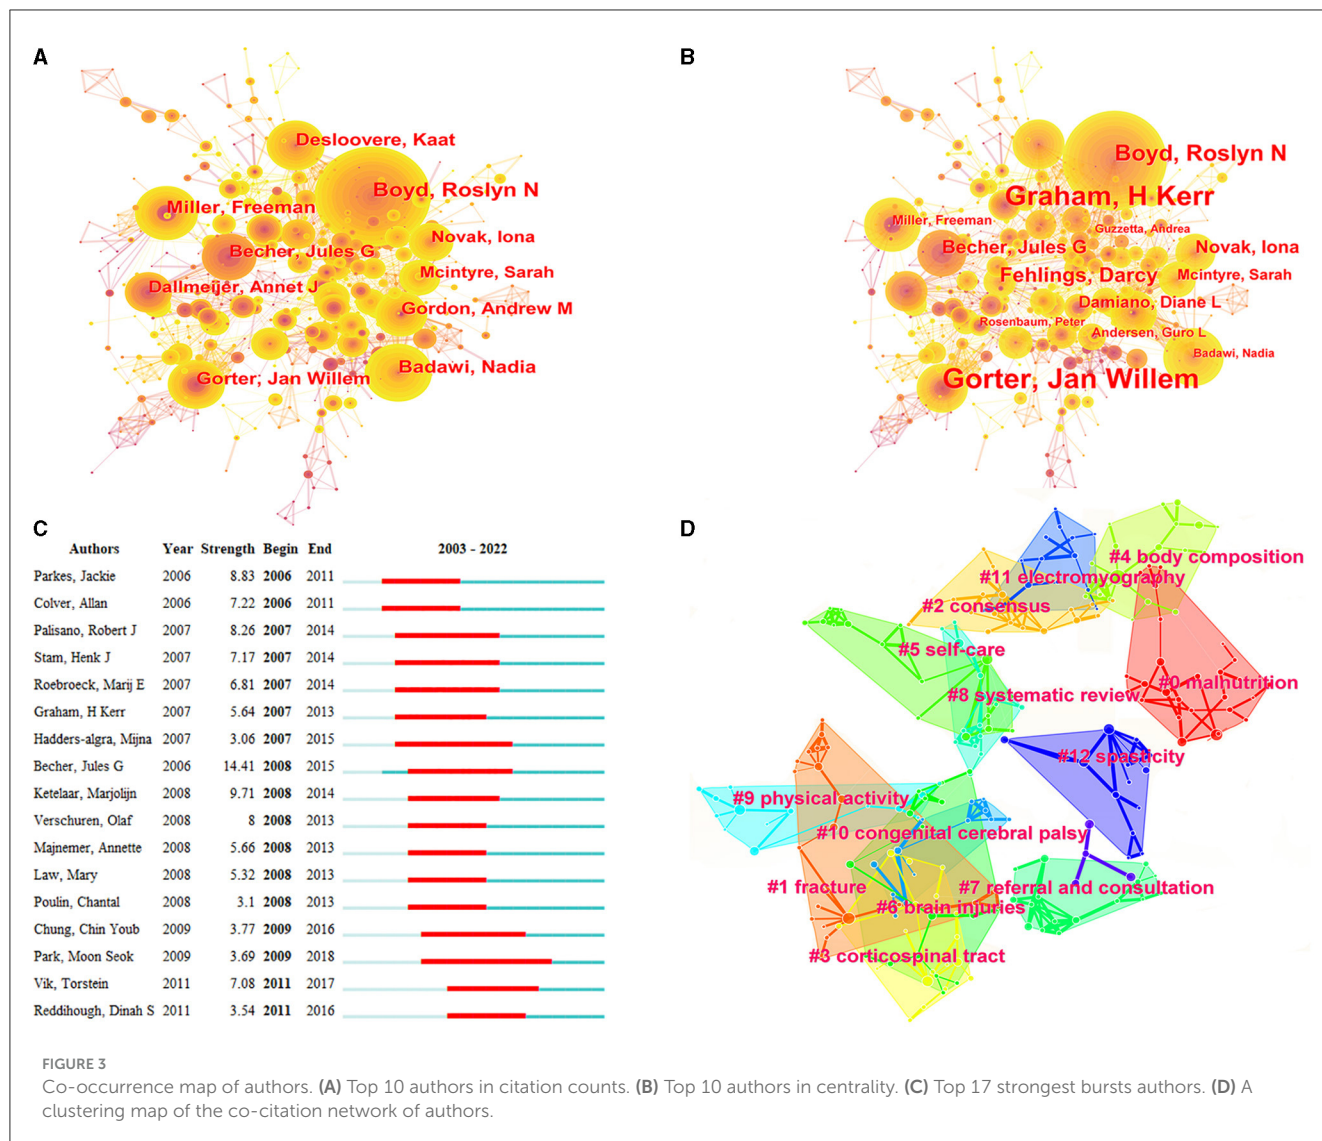 A
Desloovere, Kaat
Boyd, Roslyn N
Miller, Freeman
Novak, Iona
Becher, Jules G
Mcintyre, Sarah
Dallmeijer, Annet J
Gordon, Andrew M
Badawi, Nadia
Gorter, Jan Willem
B
Boyd, Roslyn N
Graham, H Kerr
Miller, Freeman
Guzzetta, Andrea
Becher, Jules G
Novak, Iona
Fehlings, Darcy
Mcintyre, Sarah
Damiano, Diane L
Rosenbaum, Peter
Andersen, Guro L
Badawi, Nadia
Gorter, Jan Willem
C
Authors Year Strength Begin End 2003 - 2022
Parkes, Jackie 2006 8.83 2006 2011
Colver, Allan 2006 7.22 2006 2011
Palisano, Robert J 2007 8.26 2007 2014
Stam, Henk J 2007 7.17 2007 2014
Roebroeck, Marij E 2007 6.81 2007 2014
Graham, H Kerr 2007 5.64 2007 2013
Hadders-algra, Mijna 2007 3.06 2007 2015
Becher, Jules G 2006 14.41 2008 2015
Ketelaar, Marjolijn 2008 9.71 2008 2014
Verschuren, Olaf 2008 8 2008 2013
Majnemer, Annette 2008 5.66 2008 2013
Law, Mary 2008 5.32 2008 2013
Poulin, Chantal 2008 3.1 2008 2013
Chung, Chin Youb 2009 3.77 2009 2016
Park, Moon Seok 2009 3.69 2009 2018
Vik, Torstein 2011 7.08 2011 2017
Reddihough, Dinah S 2011 3.54 2011 2016
D
#4 body composition
#11 electromyography
#2 consensus
#5 self-care
#0 malnutrition
#8 systematic review
#12 spasticity
#9 physical activity
#10 congenital cerebral palsy
#1 fracture
#7 referral and consultation
#6 brain injuries
#3 corticospinal tract
FIGURE 3
Co-occurrence map of authors. (A) Top 10 authors in citation counts. (B) Top 10 authors in centrality. (C) Top 17 strongest bursts authors. (D) A
clustering map of the co-citation network of authors.